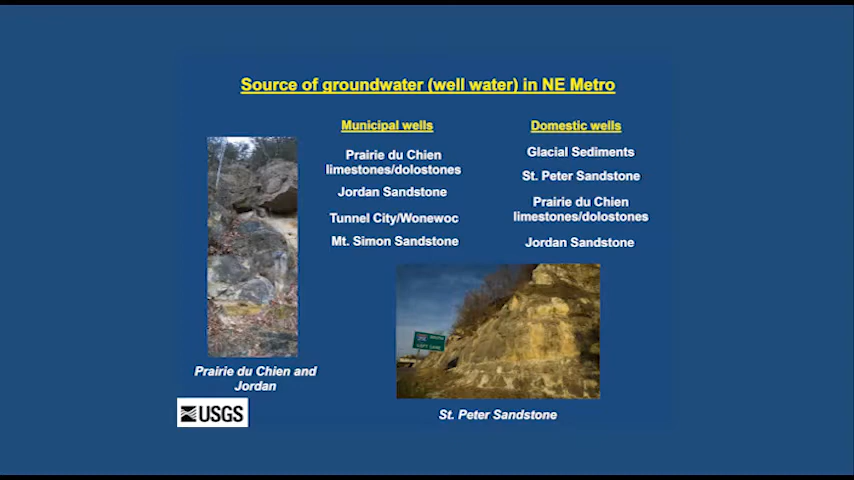 Source of groundwater (well water) in NE Metro
Municipal wells
Prairie du Chien
limestones/dolostones
Jordan Sandstone
Tunnel City/Wonewoc
Mt. Simon Sandstone
Domestic wells
Glacial Sediments
St. Peter Sandstone
Prairie du Chien
limestones/dolostones
Jordan Sandstone
Prairie du Chien and
Jordan
St. Peter Sandstone
USGS